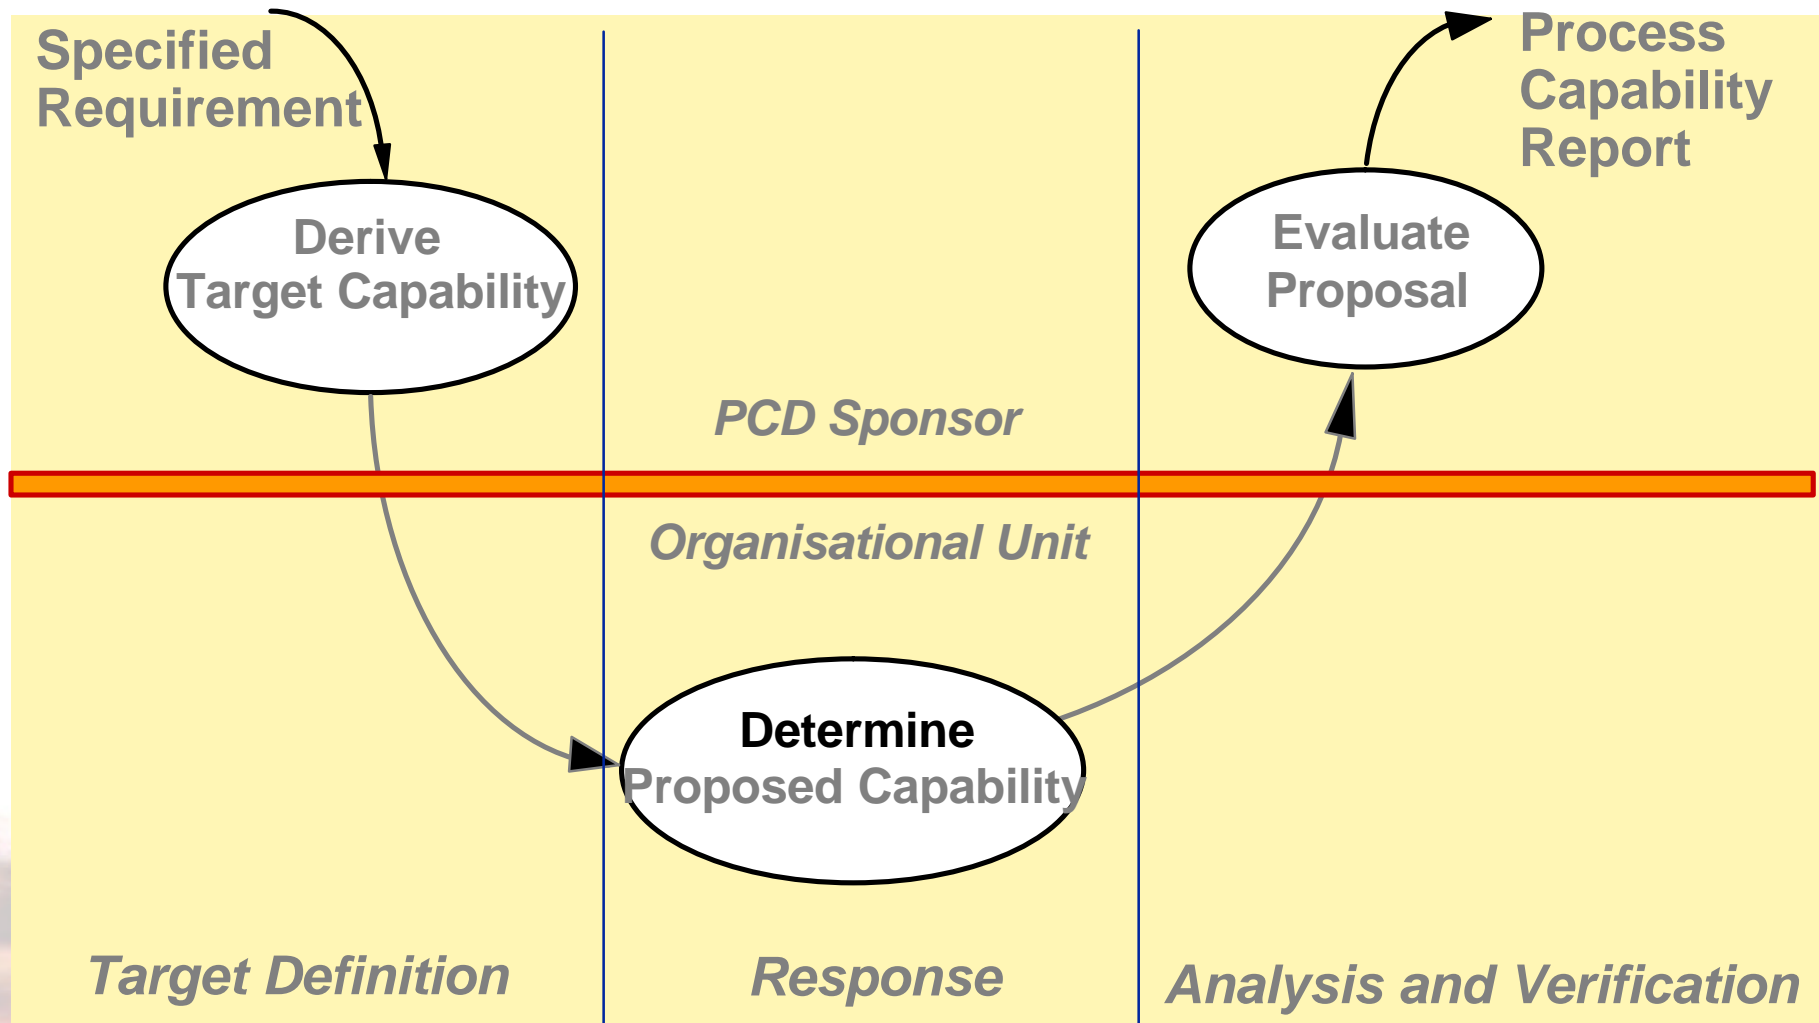 Specified
Requirement
Process
Capability
Report
Derive
Target Capability
Evaluate
Proposal
PCD Sponsor
Organisational Unit
Determine
Proposed Capability
Target Definition
Response
Analysis and Verification